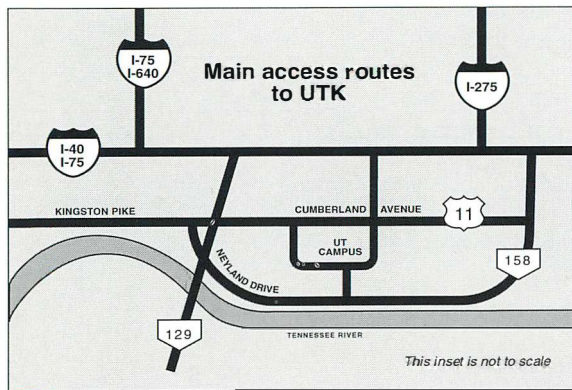 I-75
I-640
Main access routes
to UTK
I-275
I-40
I-75
KINGSTON PIKE
CUMBERLAND AVENUE
11
UT
CAMPUS
NEYLAND DRIVE
158
129
TENNESSEE RIVER
This inset is not to scale